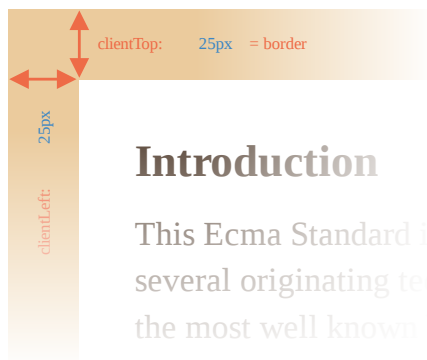 clientTop: 25px = border
clientLeft: 25px
Introduction
This Ecma Standard
several originating
the most well known